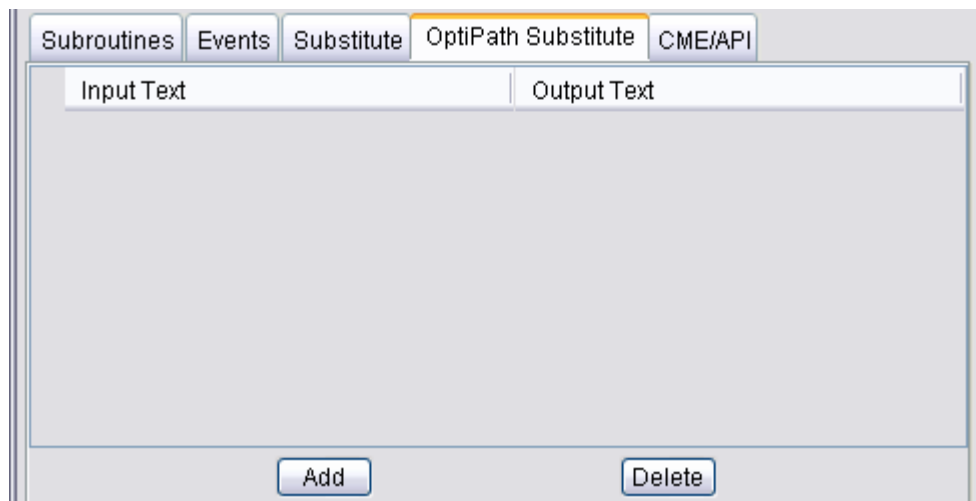 Subroutines Events Substitute OptiPath Substitute CME/API
Input Text Output Text
Add Delete